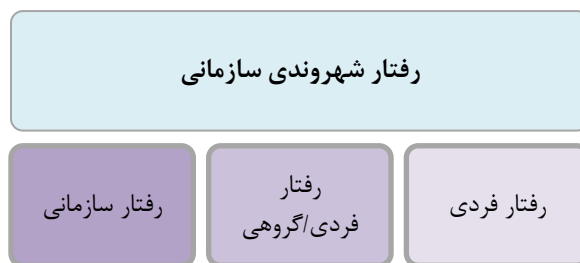 رفتار شهروندی سازمانی
رفتار فردی
رفتار
فردی/گروهی
رفتار سازمانی